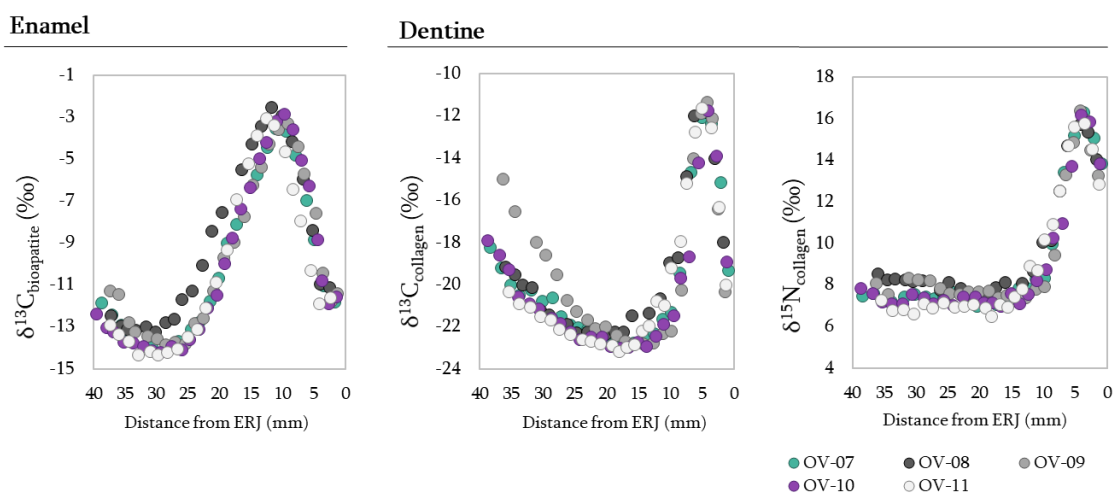 Enamel
Dentine
δ¹³C_bioapatite (‰)
-1
-3
-5
-7
-9
-11
-13
-15
40 35 30 25 20 15 10 5 0
Distance from ERJ (mm)
δ¹³C_collagen (‰)
-10
-12
-14
-16
-18
-20
-22
-24
40 35 30 25 20 15 10 5 0
Distance from ERJ (mm)
δ¹⁵N_collagen (‰)
18
16
14
12
10
8
6
4
40 35 30 25 20 15 10 5 0
Distance from ERJ (mm)
OV-07 OV-08 OV-09
OV-10 OV-11